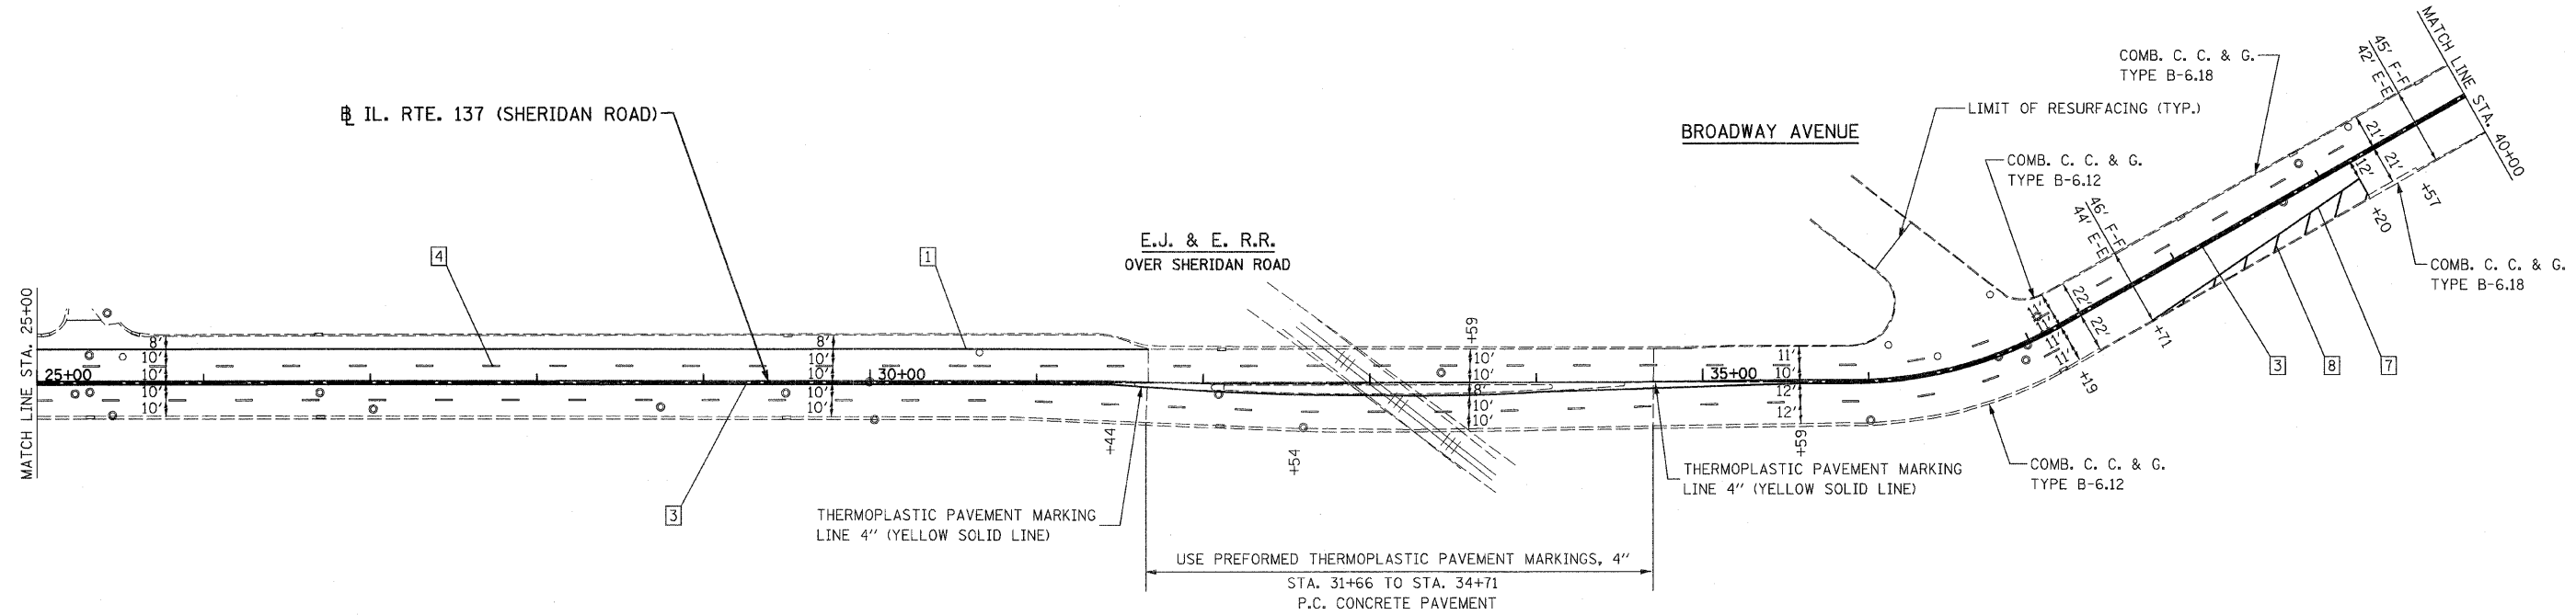 MATCH LINE STA. 25+00
25+00
8'
10'
10'
10'
10'
4
℄ IL. RTE. 137 (SHERIDAN ROAD)
3
8'
10'
10'
10'
10'
30+00
1
THERMOPLASTIC PAVEMENT MARKING
LINE 4" (YELLOW SOLID LINE)
+44
E.J. & E. R.R.
OVER SHERIDAN ROAD
+54
+59
10'
10'
8'
10'
10'
USE PREFORMED THERMOPLASTIC PAVEMENT MARKINGS, 4"
STA. 31+66 TO STA. 34+71
P.C. CONCRETE PAVEMENT
THERMOPLASTIC PAVEMENT MARKING
LINE 4" (YELLOW SOLID LINE)
35+00
11'
10'
12'
12'
+59
BROADWAY AVENUE
LIMIT OF RESURFACING (TYP.)
COMB. C. C. & G.
TYPE B-6.12
COMB. C. C. & G.
TYPE B-6.18
COMB. C. C. & G.
TYPE B-6.12
11'
11'
11'
11'
+19
22'
22'
46' F-F
44' E-E
+71
3
8
7
12'
21'
21'
+20
45' F-F
42' E-E
+57
COMB. C. C. & G.
TYPE B-6.18
MATCH LINE STA. 40+00